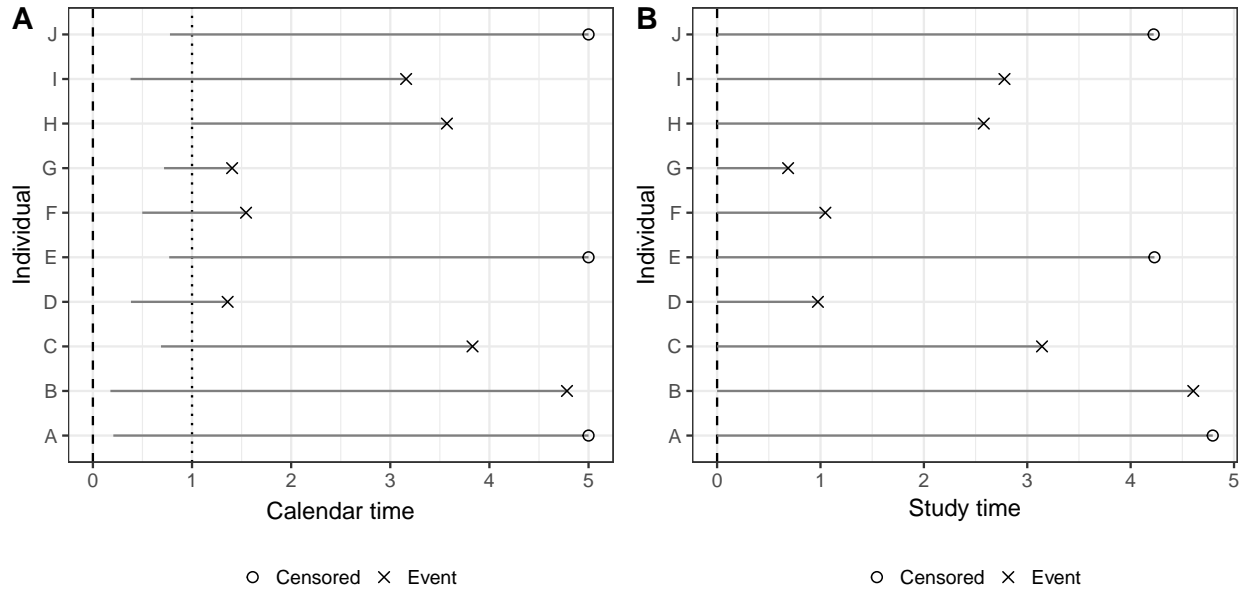 A
J
I
H
G
F
E
D
C
B
A
Individual
0 1 2 3 4 5
Calendar time
Censored Event
B
J
I
H
G
F
E
D
C
B
A
Individual
0 1 2 3 4 5
Study time
Censored Event